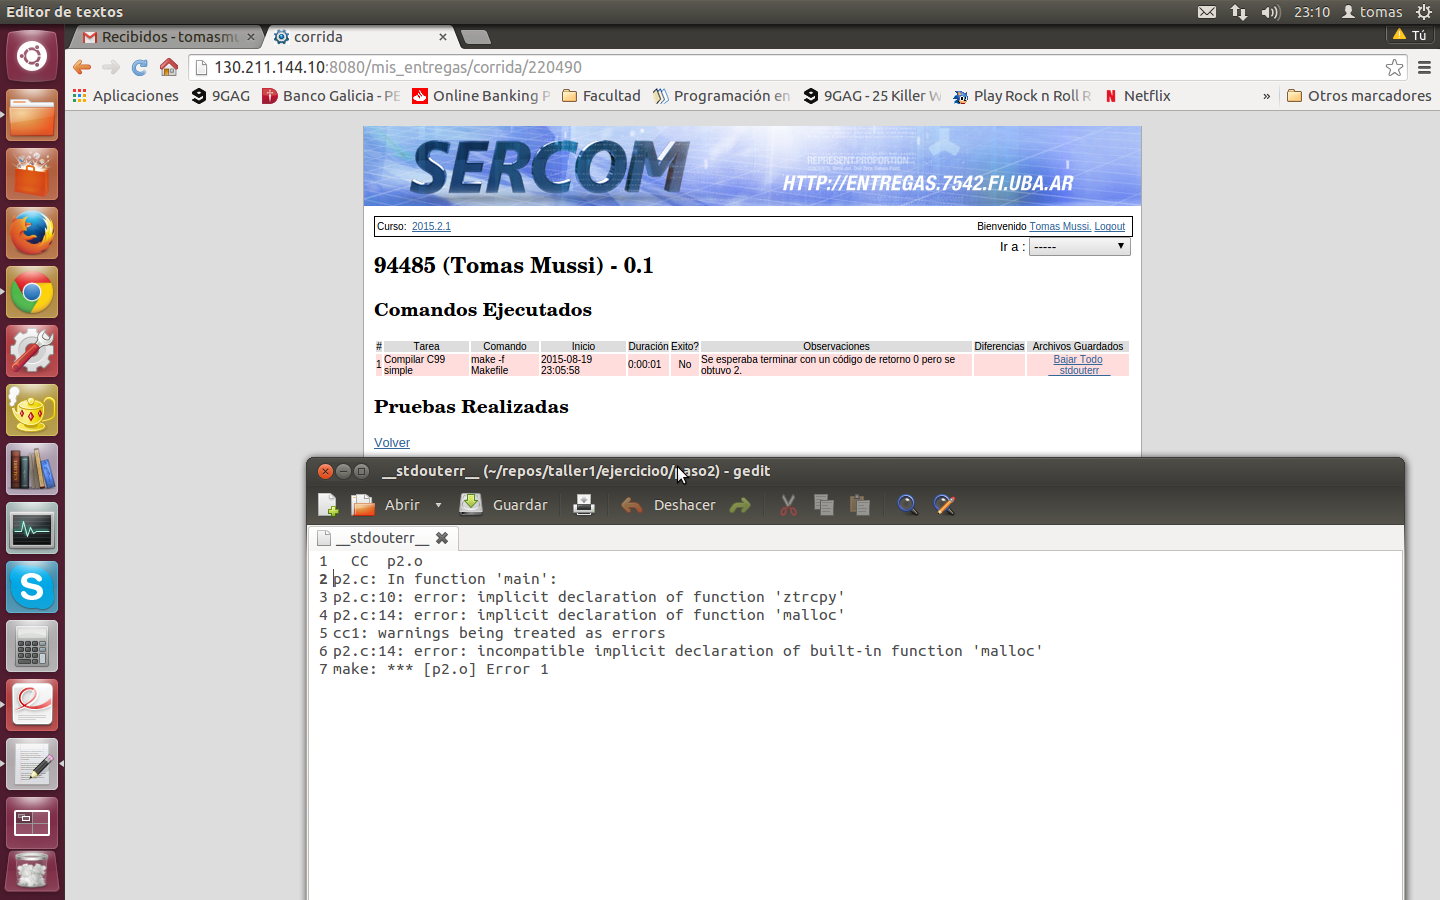 Editor de textos
23:10 tomas
Recibidos - tomasmu
corrida
Tú
130.211.144.10:8080/mis_entregas/corrida/220490
Aplicaciones 9GAG Banco Galicia - PE Online Banking P Facultad Programación en 9GAG - 25 Killer W Play Rock n Roll R Netflix » Otros marcadores
SERCOM
REPRESENT.PROPORTION...
HTTP://ENTREGAS.7542.FI.UBA.AR
Curso: 2015.2.1 Bienvenido Tomas Mussi. Logout
Ir a : -----
94485 (Tomas Mussi) - 0.1
Comandos Ejecutados
# Tarea Comando Inicio Duración Exito? Observaciones Diferencias Archivos Guardados
1 Compilar C99 simple make -f Makefile 2015-08-19 23:05:58 0:00:01 No Se esperaba terminar con un código de retorno 0 pero se obtuvo 2. Bajar Todo __stdouterr__
Pruebas Realizadas
Volver
__stdouterr__ (~/repos/taller1/ejercicio0/paso2) - gedit
Abrir Guardar Deshacer
__stdouterr__
1   CC  p2.o
2 p2.c: In function 'main':
3 p2.c:10: error: implicit declaration of function 'ztrcpy'
4 p2.c:14: error: implicit declaration of function 'malloc'
5 cc1: warnings being treated as errors
6 p2.c:14: error: incompatible implicit declaration of built-in function 'malloc'
7 make: *** [p2.o] Error 1